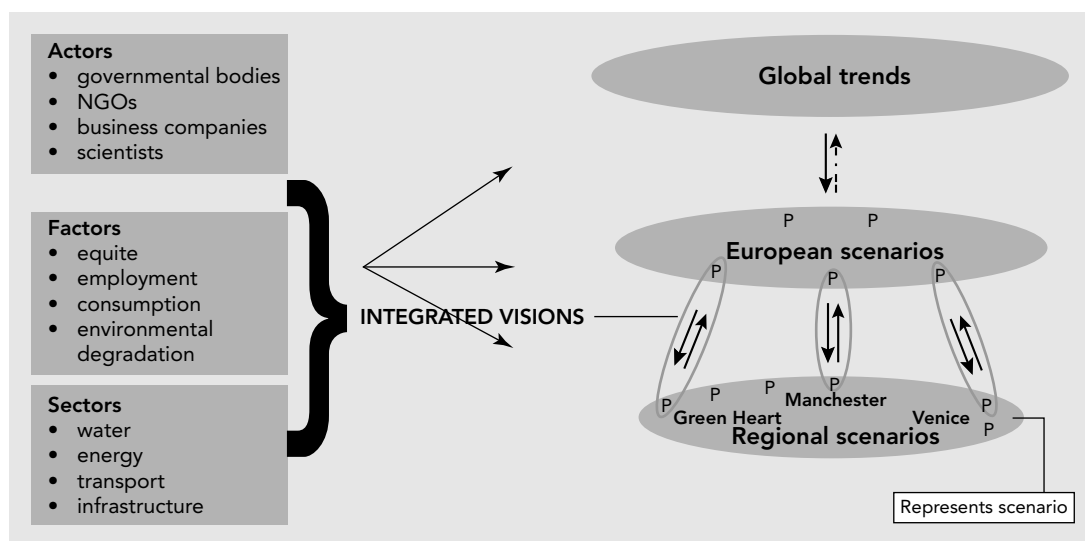 Actors
• governmental bodies
• NGOs
• business companies
• scientists
Factors
• equite
• employment
• consumption
• environmental
degradation
Sectors
• water
• energy
• transport
• infrastructure
INTEGRATED VISIONS
Global trends
P P
European scenarios
P P P
P P P P P
Manchester
Green Heart Venice P
Regional scenarios
Represents scenario